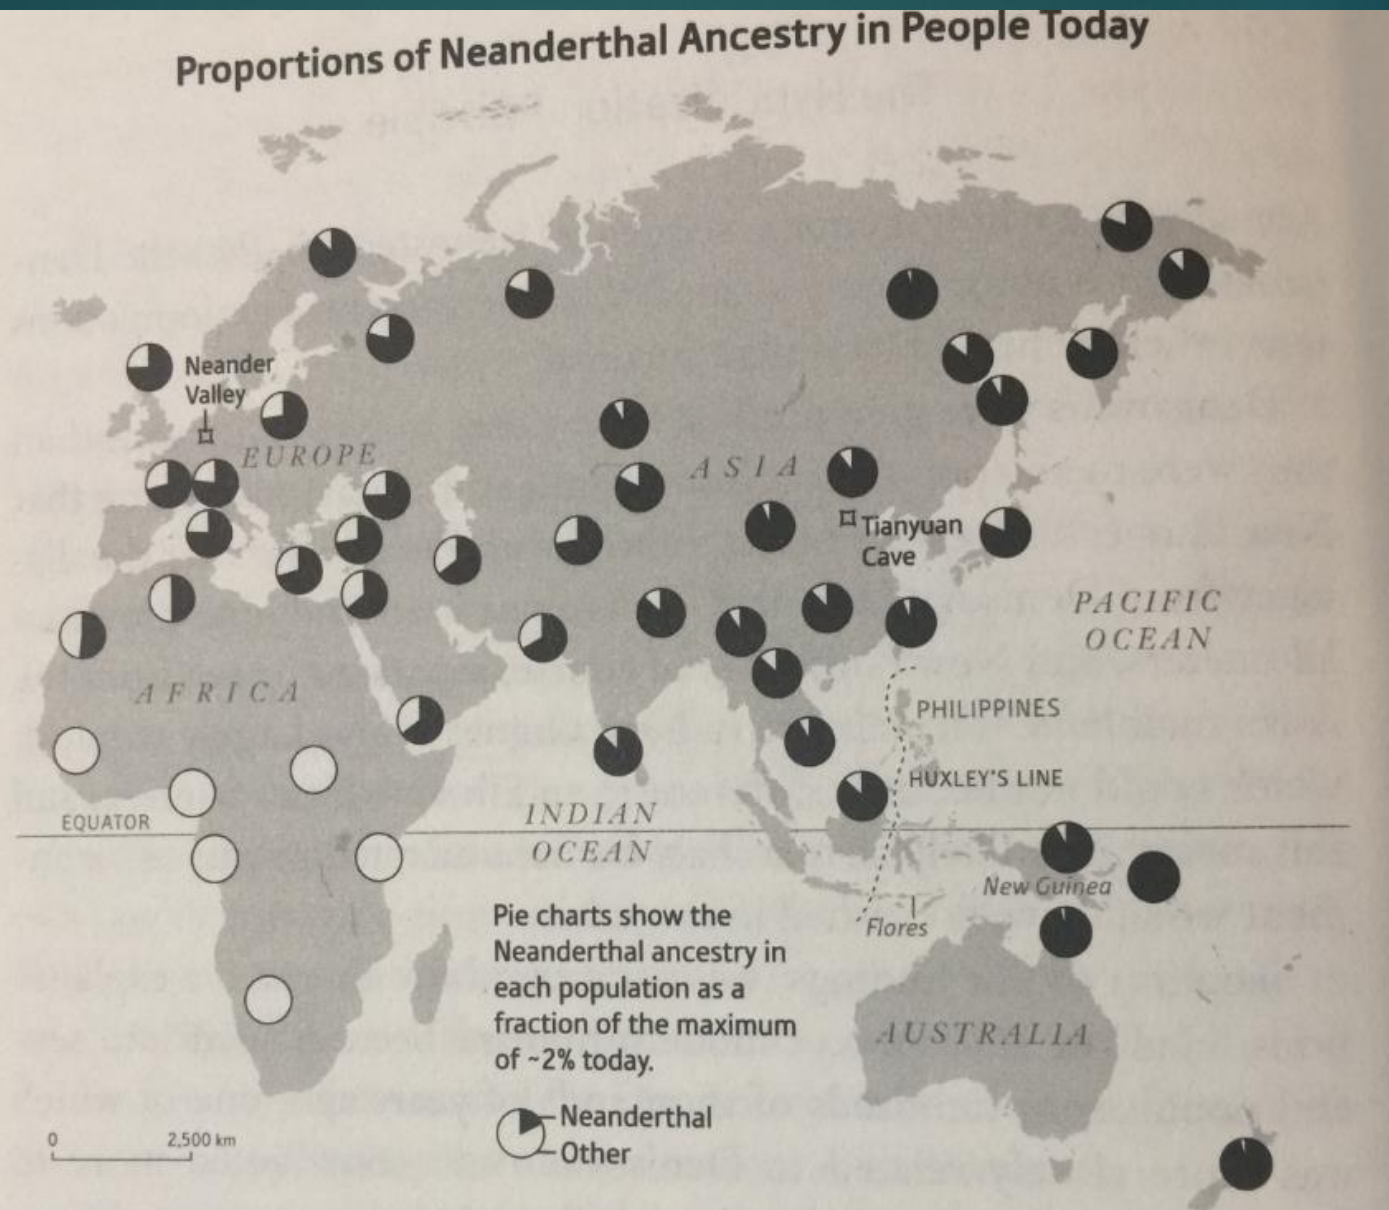 Proportions of Neanderthal Ancestry in People Today
Neander
Valley
EUROPE
ASIA
Tianyuan
Cave
PACIFIC
OCEAN
AFRICA
PHILIPPINES
HUXLEY'S LINE
EQUATOR
INDIAN
OCEAN
New Guinea
Flores
Pie charts show the
Neanderthal ancestry in
each population as a
fraction of the maximum
of ~2% today.
AUSTRALIA
Neanderthal
Other
0 2,500 km